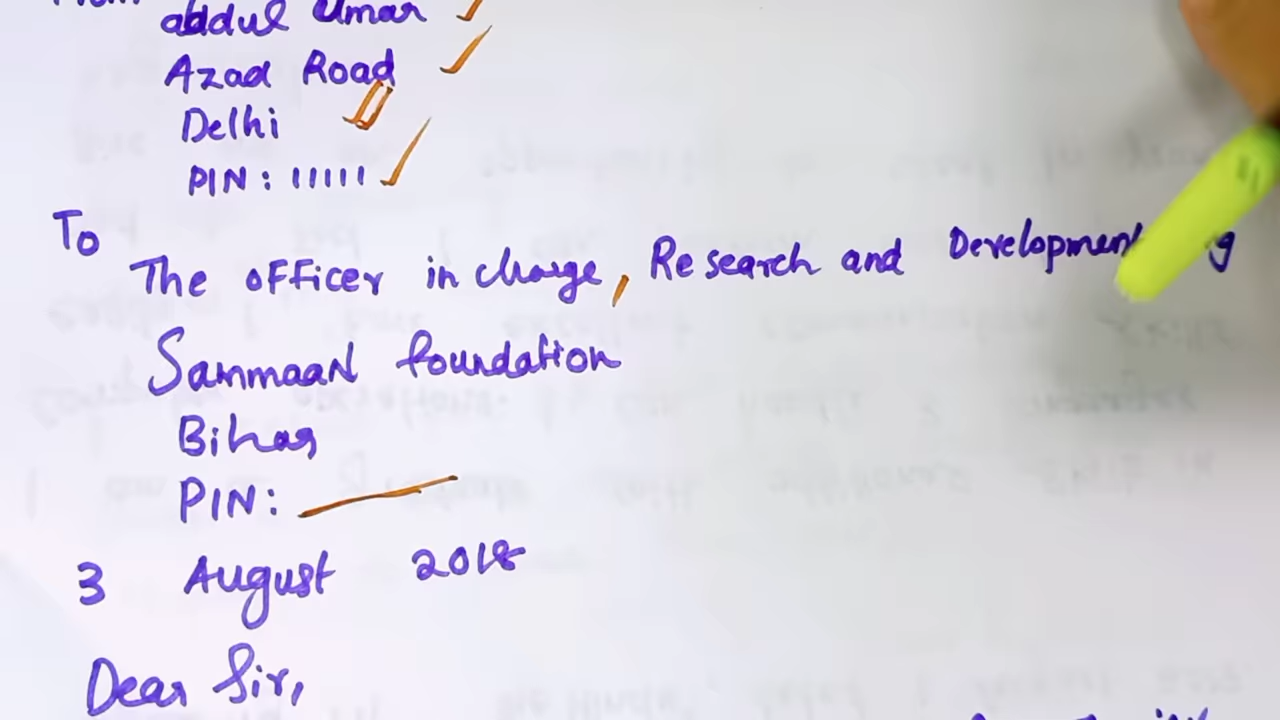 abdul Umar
Azad Road
Delhi
PIN : 11111
To
The officer in charge, Research and Development
Sammaan foundation
Bihar
PIN:
3 August 2018
Dear Sir,